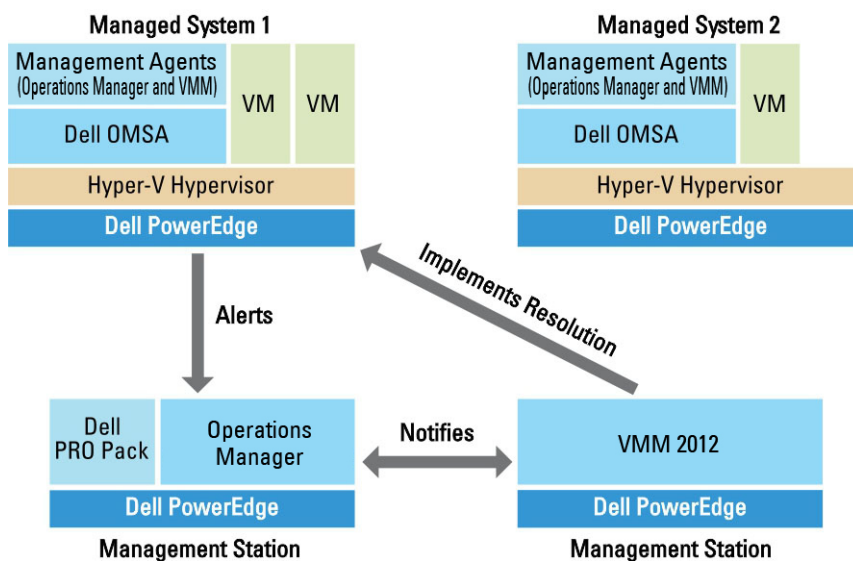 Managed System 1
Management Agents
(Operations Manager and VMM)
Dell OMSA
VM
VM
Hyper-V Hypervisor
Dell PowerEdge
Managed System 2
Management Agents
(Operations Manager and VMM)
Dell OMSA
VM
Hyper-V Hypervisor
Dell PowerEdge
Alerts
Implements Resolution
Dell
PRO Pack
Operations
Manager
Dell PowerEdge
Management Station
Notifies
VMM 2012
Dell PowerEdge
Management Station